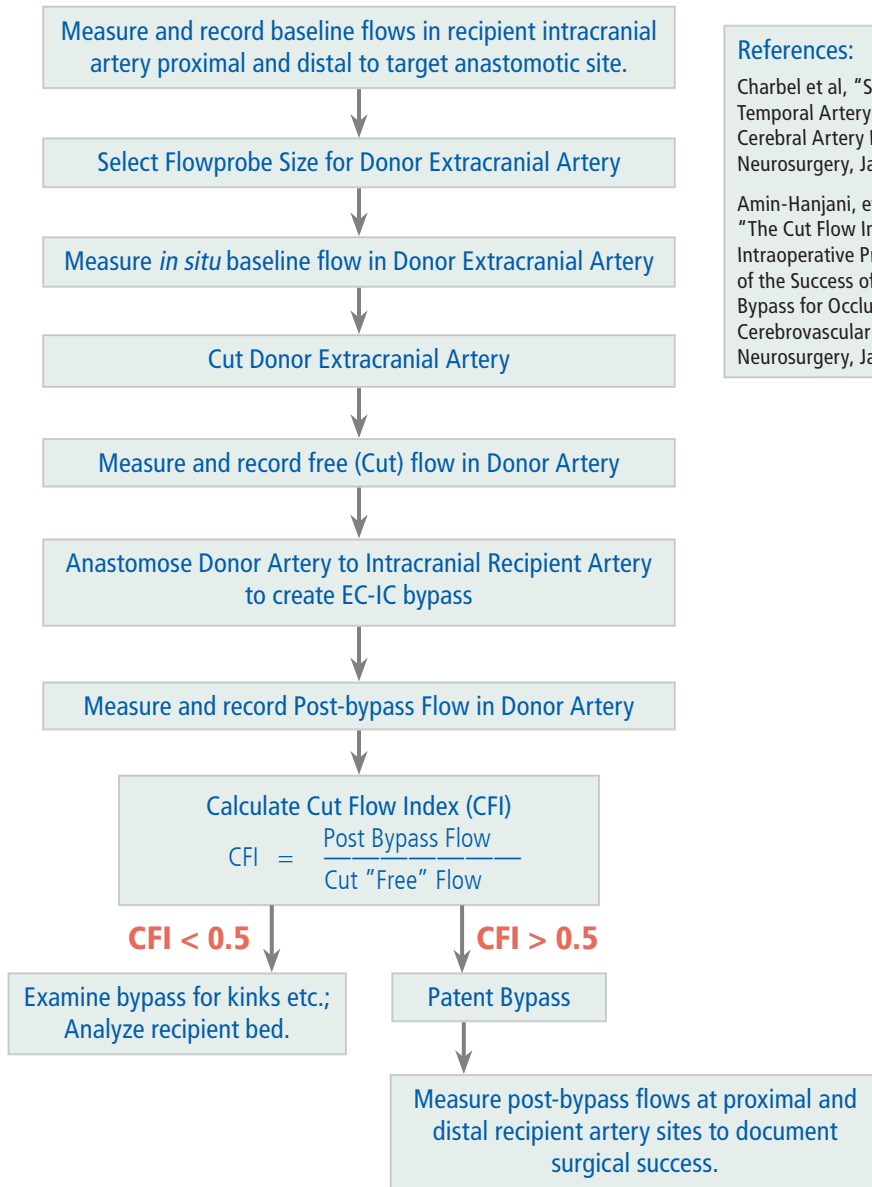 Measure and record baseline flows in recipient intracranial
artery proximal and distal to target anastomotic site.
Select Flowprobe Size for Donor Extracranial Artery
Measure in situ baseline flow in Donor Extracranial Artery
Cut Donor Extracranial Artery
Measure and record free (Cut) flow in Donor Artery
Anastomose Donor Artery to Intracranial Recipient Artery
to create EC-IC bypass
Measure and record Post-bypass Flow in Donor Artery
Calculate Cut Flow Index (CFI)
CFI = Post Bypass Flow
Cut "Free" Flow
CFI < 0.5
CFI > 0.5
Examine bypass for kinks etc.;
Analyze recipient bed.
Patent Bypass
Measure post-bypass flows at proximal and
distal recipient artery sites to document
surgical success.
References:
Charbel et al, "S
Temporal Artery
Cerebral Artery
Neurosurgery, Ja
Amin-Hanjani, e
"The Cut Flow In
Intraoperative Pr
of the Success of
Bypass for Occlu
Cerebrovascular
Neurosurgery, Ja